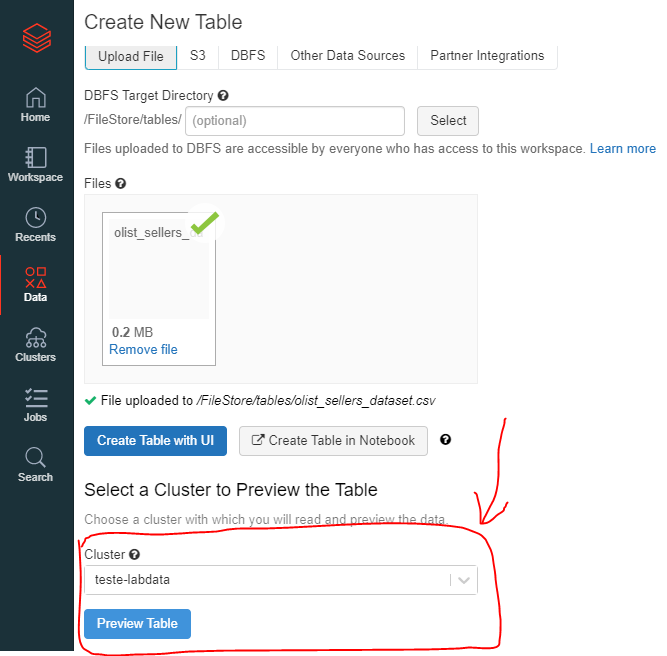 Create New Table
Upload File S3 DBFS Other Data Sources Partner Integrations
Home
Workspace
Recents
Data
Clusters
Jobs
Search
DBFS Target Directory
/FileStore/tables/ (optional) Select
Files uploaded to DBFS are accessible by everyone who has access to this workspace. Learn more
Files
olist_sellers_da
0.2 MB
Remove file
File uploaded to /FileStore/tables/olist_sellers_dataset.csv
Create Table with UI Create Table in Notebook
Select a Cluster to Preview the Table
Choose a cluster with which you will read and preview the data.
Cluster
teste-labdata
Preview Table